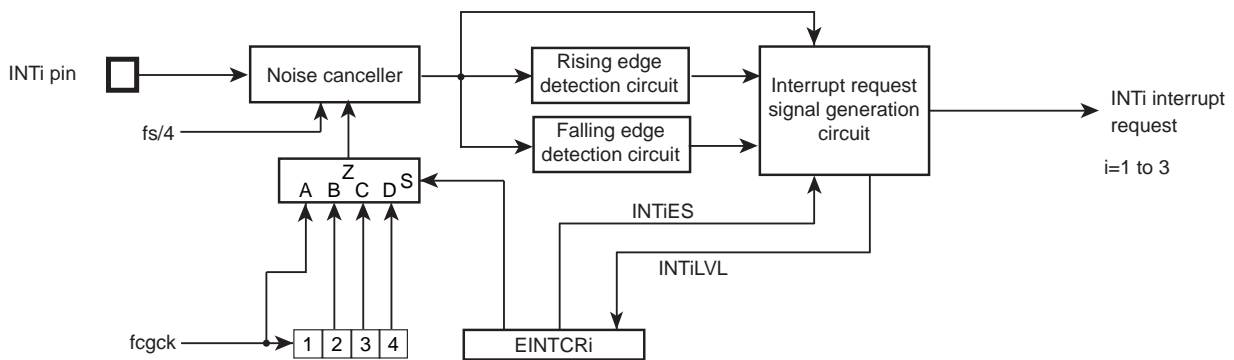 INTi pin
Noise canceller
Rising edge
detection circuit
Falling edge
detection circuit
Interrupt request
signal generation
circuit
INTi interrupt
request
i=1 to 3
fs/4
Z
S
A B C D
INTiES
INTiLVL
fcgck
1 2 3 4
EINTCRi